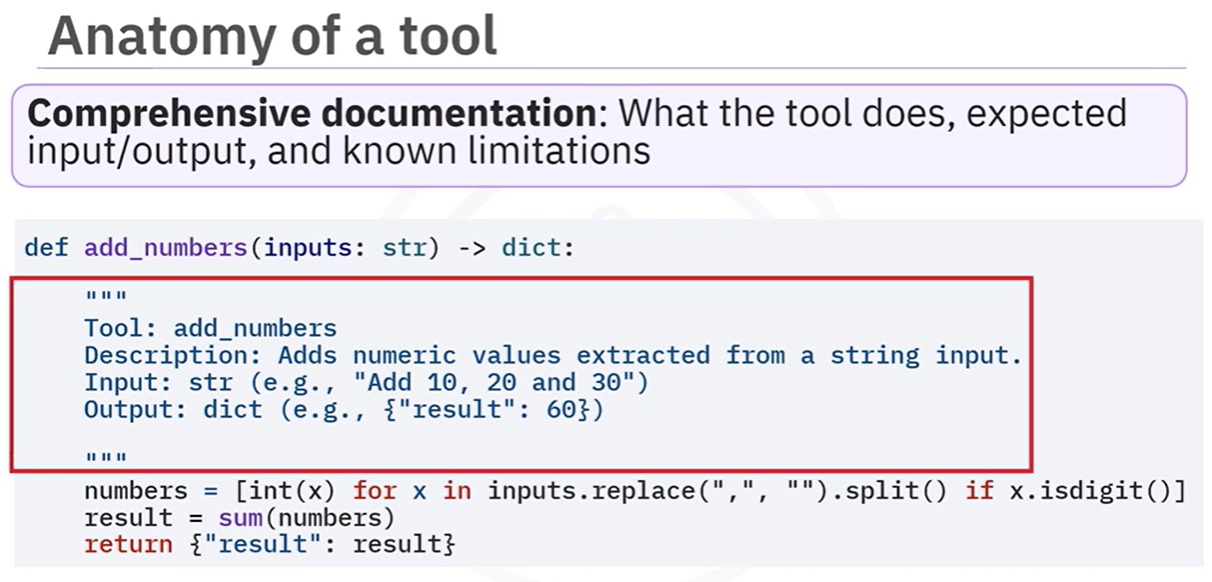 Anatomy of a tool
Comprehensive documentation: What the tool does, expected
input/output, and known limitations
def add_numbers(inputs: str) -> dict:
"""
Tool: add_numbers
Description: Adds numeric values extracted from a string input.
Input: str (e.g., "Add 10, 20 and 30")
Output: dict (e.g., {"result": 60})
"""
numbers = [int(x) for x in inputs.replace(",", "").split() if x.isdigit()]
result = sum(numbers)
return {"result": result}